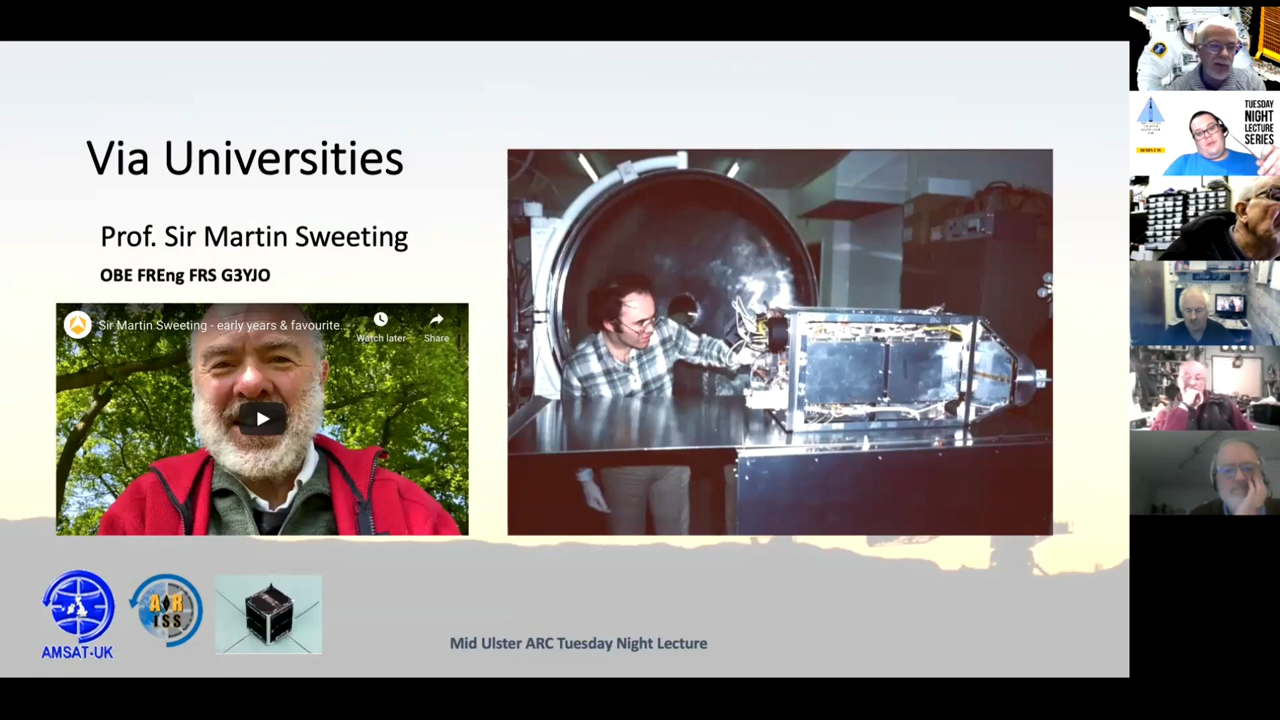 Via Universities
Prof. Sir Martin Sweeting
OBE FREng FRS G3YJO
Sir Martin Sweeting - early years & favourite...
Watch later
Share
AMSAT-UK
ARISS
Mid Ulster ARC Tuesday Night Lecture
TUESDAY
NIGHT
LECTURE
SERIES